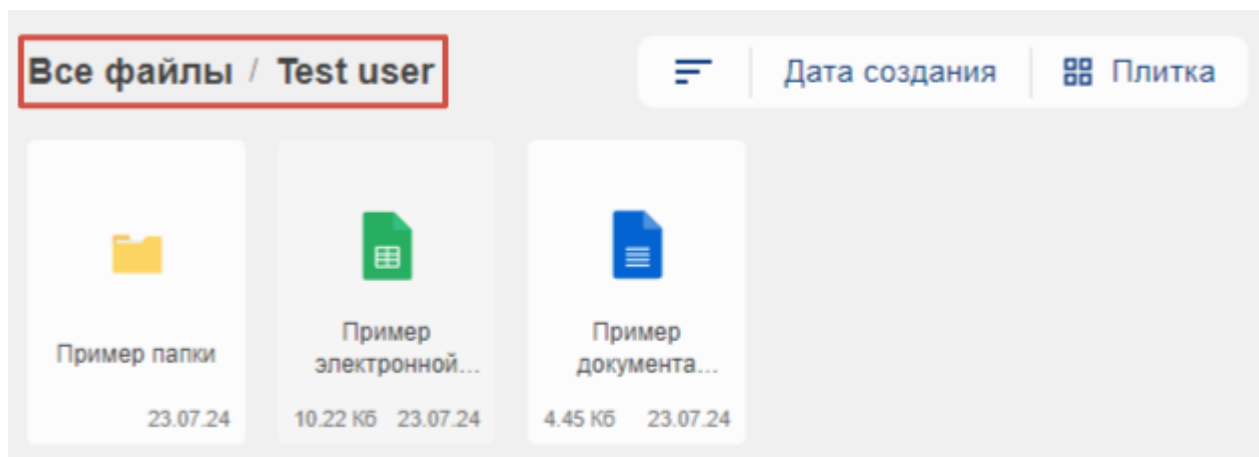 Все файлы / Test user
Дата создания
Плитка
Пример папки
23.07.24
Пример
электронной...
10.22 Кб 23.07.24
Пример
документа...
4.45 Кб 23.07.24